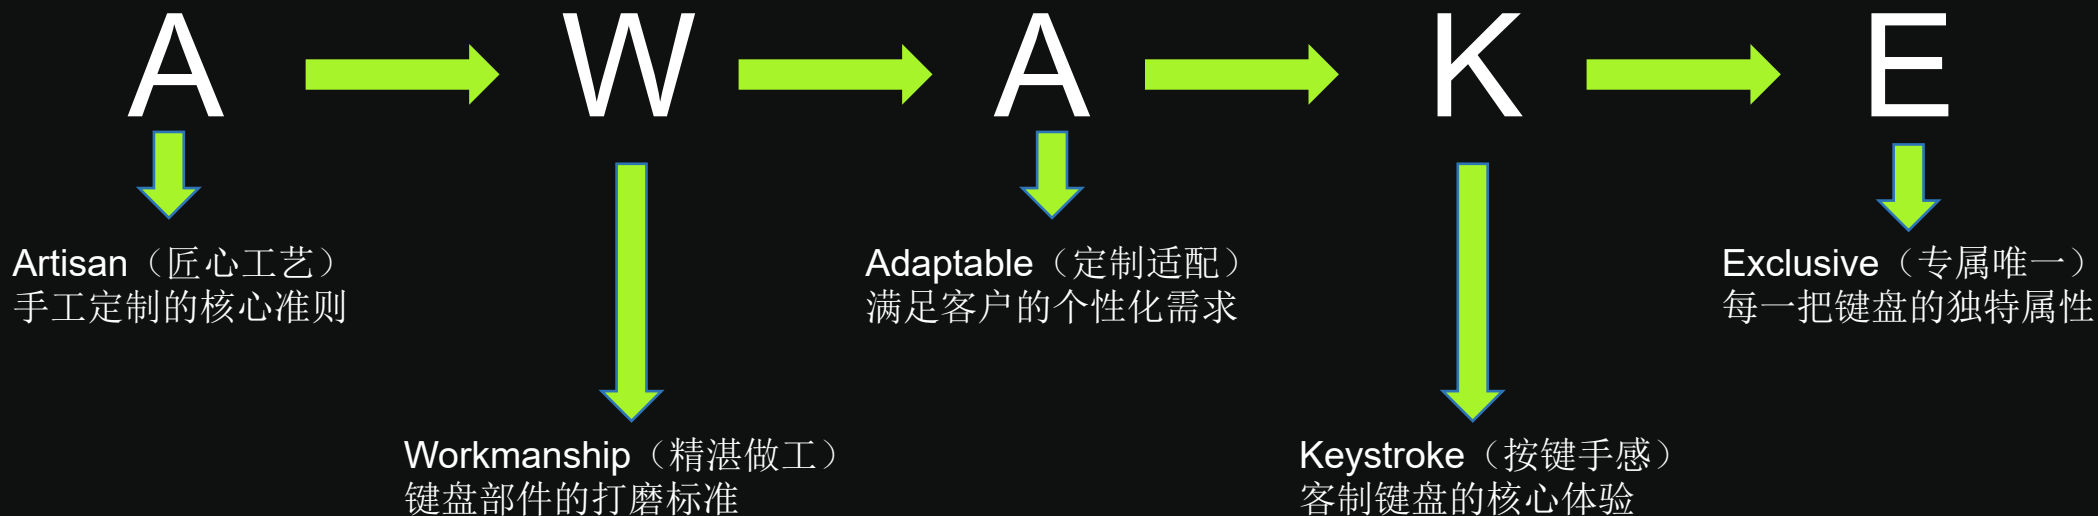 A W A K E
Artisan（匠心工艺）
手工定制的核心准则
Workmanship（精湛做工）
键盘部件的打磨标准
Adaptable（定制适配）
满足客户的个性化需求
Keystroke（按键手感）
客制键盘的核心体验
Exclusive（专属唯一）
每一把键盘的独特属性